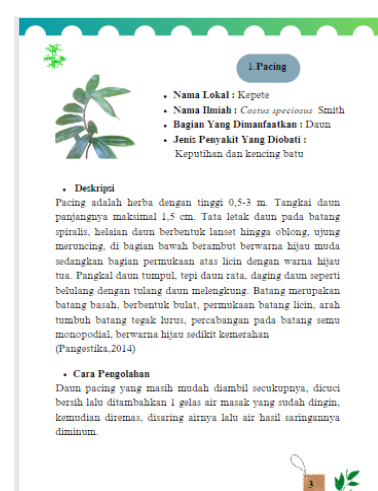 1.Pacing
• Nama Lokal : Kepete
• Nama Ilmiah : Costus speciosus Smith
• Bagian Yang Dimanfaatkan : Daun
• Jenis Penyakit Yang Diobati :
Keputihan dan kencing batu
• Deskripsi
Pacing adalah herba dengan tinggi 0,5-3 m. Tangkai daun
panjangnya maksimal 1,5 cm. Tata letak daun pada batang
spiralis, helaian daun berbentuk lanset hingga oblong, ujung
meruncing, di bagian bawah berambut berwarna hijau muda
sedangkan bagian permukaan atas licin dengan warna hijau
tua. Pangkal daun tumpul, tepi daun rata, daging daun seperti
belulang dengan tulang daun melengkung. Batang merupakan
batang basah, berbentuk bulat, permukaan batang licin, arah
tumbuh batang tegak lurus, percabangan pada batang semu
monopodial, berwarna hijau sedikit kemerahan
(Pangestika,2014)
• Cara Pengolahan
Daun pacing yang masih mudah diambil secukupnya, dicuci
bersih lalu ditambahkan 1 gelas air masak yang sudah dingin,
kemudian diremas, disaring airnya lalu air hasil saringannya
diminum.
3